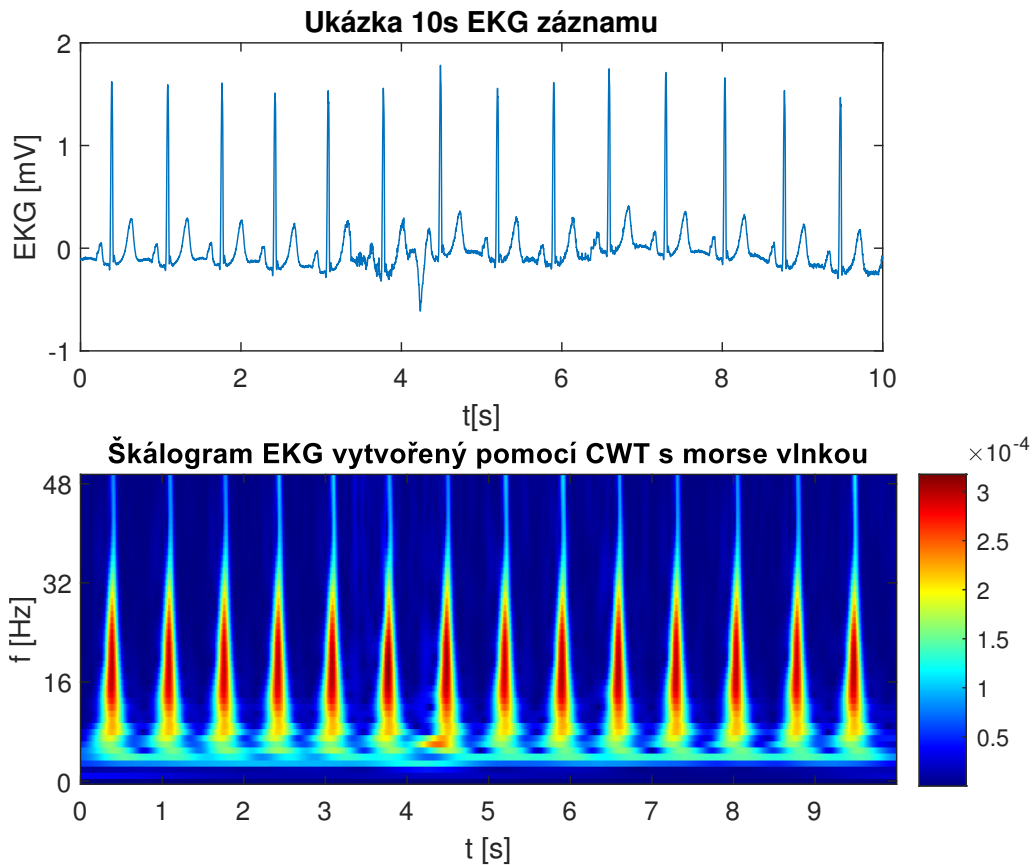 Ukázka 10s EKG záznamu
2
1
0
-1
EKG [mV]
0 2 4 6 8 10
t[s]
Škálogram EKG vytvořený pomocí CWT s morse vlnkou
×10⁻⁴
48
32
16
0
f [Hz]
3
2.5
2
1.5
1
0.5
0 1 2 3 4 5 6 7 8 9
t [s]